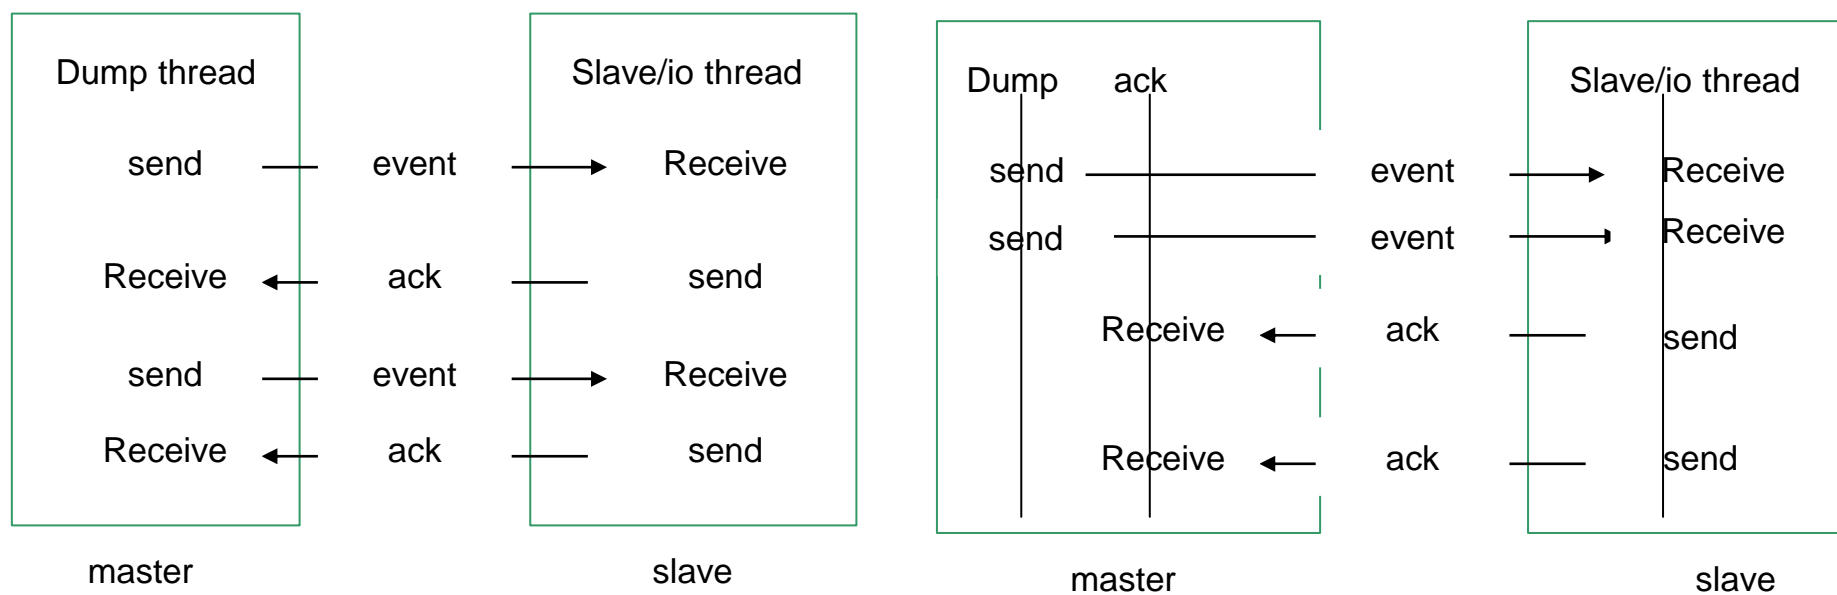 Dump thread
Slave/io thread
send event Receive
Receive ack send
send event Receive
Receive ack send
master
slave
Dump ack
Slave/io thread
send event Receive
send event Receive
Receive ack send
Receive ack send
master
slave